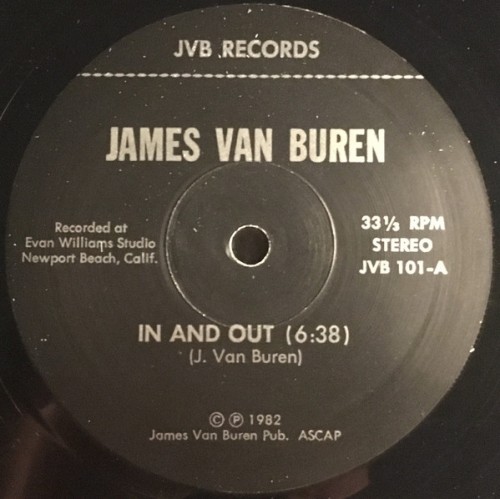 JVB RECORDS
JAMES VAN BUREN
Recorded at
Evan Williams Studio
Newport Beach, Calif.
33⅓ RPM
STEREO
JVB 101-A
IN AND OUT (6:38)
(J. Van Buren)
© ℗ 1982
James Van Buren Pub. ASCAP